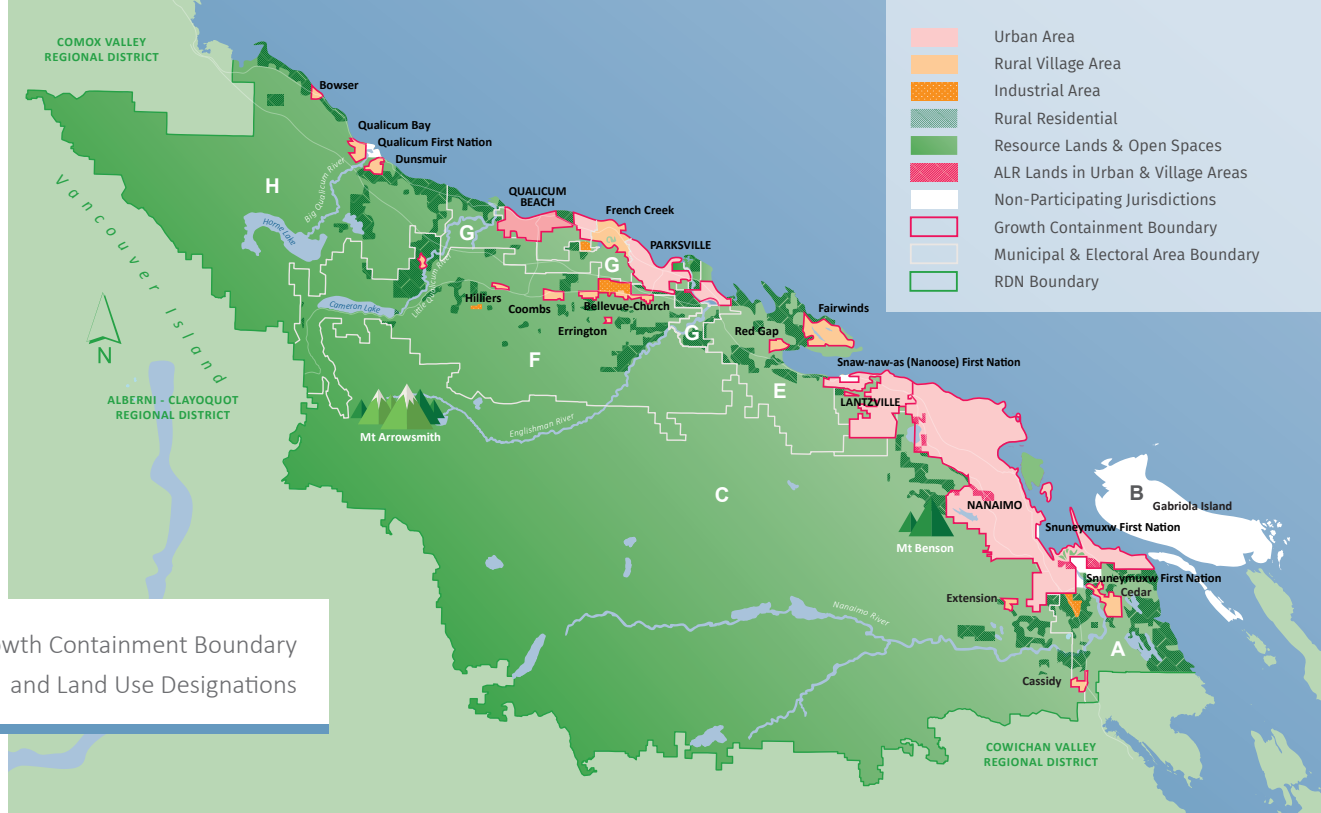 COMOX VALLEY
REGIONAL DISTRICT
Bowser
Qualicum Bay
Qualicum First Nation
Dunsmuir
Big Qualicum River
H
Horne Lake
Vancouver Island
QUALICUM
BEACH
French Creek
G
G
PARKSVILLE
Little Qualicum River
Cameron Lake
Hilliers
Coombs
Bellevue-Church
Errington
G
Red Gap
Fairwinds
N
F
E
Snaw-naw-as (Nanoose) First Nation
LANTZVILLE
ALBERNI - CLAYOQUOT
REGIONAL DISTRICT
Mt Arrowsmith
Englishman River
C
NANAIMO
B
Gabriola Island
Snuneymuxw First Nation
Mt Benson
Snuneymuxw First Nation
Cedar
Extension
Nanaimo River
A
Cassidy
COWICHAN VALLEY
REGIONAL DISTRICT
Urban Area
Rural Village Area
Industrial Area
Rural Residential
Resource Lands & Open Spaces
ALR Lands in Urban & Village Areas
Non-Participating Jurisdictions
Growth Containment Boundary
Municipal & Electoral Area Boundary
RDN Boundary
wth Containment Boundary
and Land Use Designations